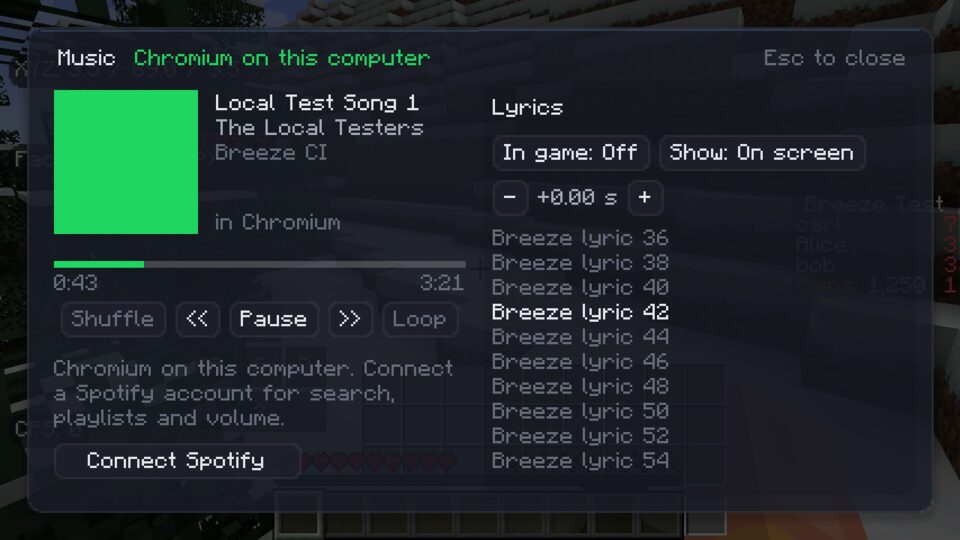 Music Chromium on this computer
Esc to close
Local Test Song 1
The Local Testers
Breeze CI
in Chromium
0:43
3:21
Shuffle
<<
Pause
>>
Loop
Chromium on this computer. Connect
a Spotify account for search,
playlists and volume.
Connect Spotify
Lyrics
In game: Off
Show: On screen
- +0.00 s +
Breeze lyric 36
Breeze lyric 38
Breeze lyric 40
Breeze lyric 42
Breeze lyric 44
Breeze lyric 46
Breeze lyric 48
Breeze lyric 50
Breeze lyric 52
Breeze lyric 54
Breeze Test
carl
Alice
bob
Coins: 1,250